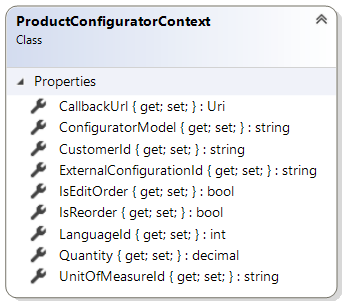 ProductConfiguratorContext
Class
Properties
CallbackUrl { get; set; } : Uri
ConfiguratorModel { get; set; } : string
CustomerId { get; set; } : string
ExternalConfigurationId { get; set; } : string
IsEditOrder { get; set; } : bool
IsReorder { get; set; } : bool
LanguageId { get; set; } : int
Quantity { get; set; } : decimal
UnitOfMeasureId { get; set; } : string